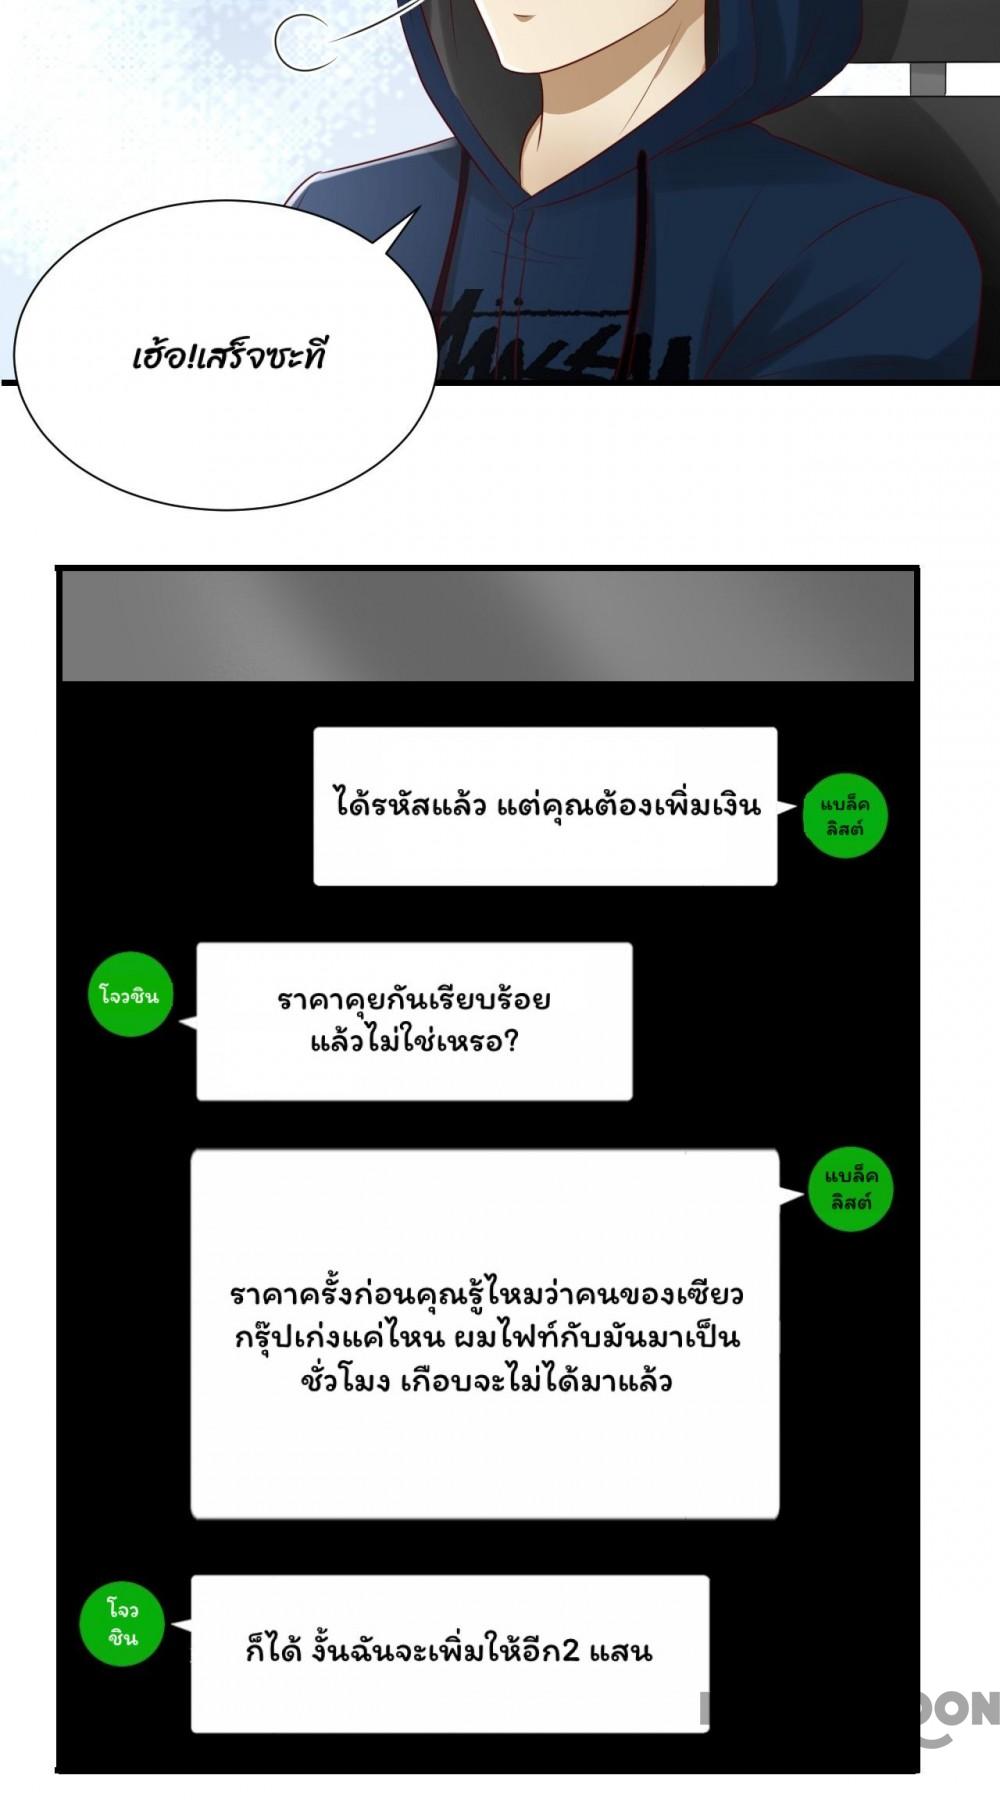 เฮ้อ!เสร็จซะที
ได้รหัสแล้ว แต่คุณต้องเพิ่มเงิน
แบล็ค
ลิสต์
โจวชิน
ราคาคุยกันเรียบร้อย
แล้วไม่ใช่เหรอ?
แบล็ค
ลิสต์
ราคาครั้งก่อนคุณรู้ไหมว่าคนของเซียว
กรุ๊ปเก่งแค่ไหน ผมไฟท์กับมันมาเป็น
ชั่วโมง เกือบจะไม่ได้มาแล้ว
โจว
ชิน
ก็ได้ งั้นฉันจะเพิ่มให้อีก2 แสน